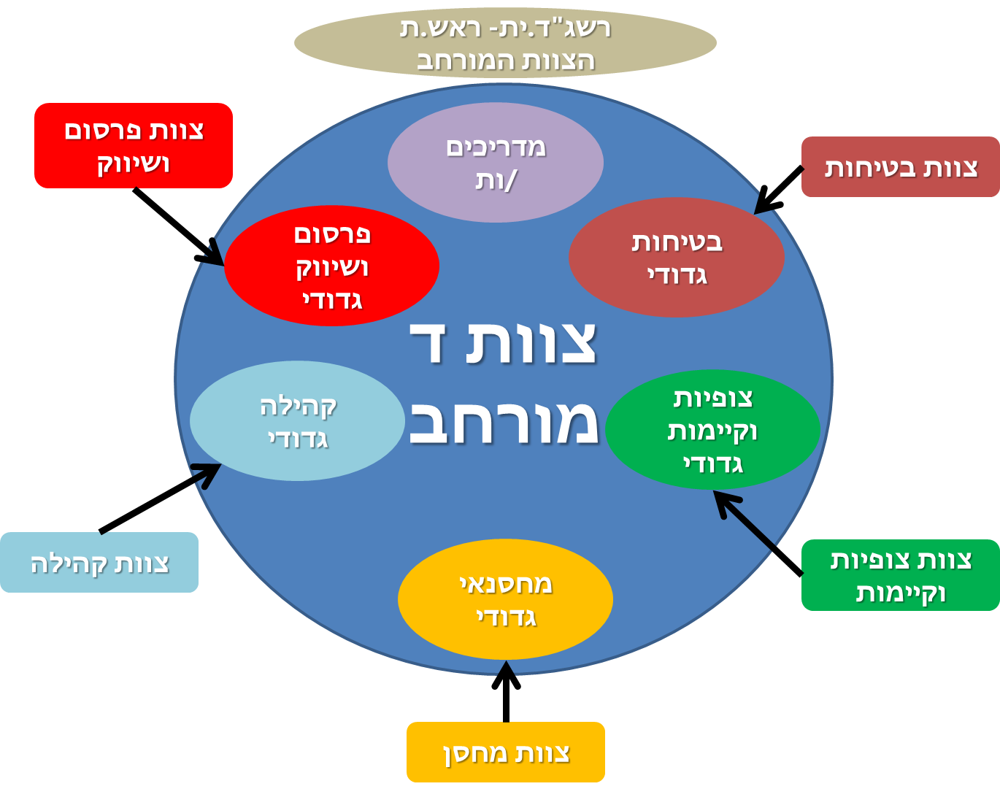 רשג"ד.ית- ראש.ת
הצוות המורחב
מדריכים
/ות
צוות פרסום
ושיווק
צוות בטיחות
בטיחות
גדודי
פרסום
ושיווק
גדודי
צוות ד
מורחב
צופיות
וקיימות
גדודי
קהילה
גדודי
צוות צופיות
וקיימות
צוות קהילה
מחסנאי
גדודי
צוות מחסן